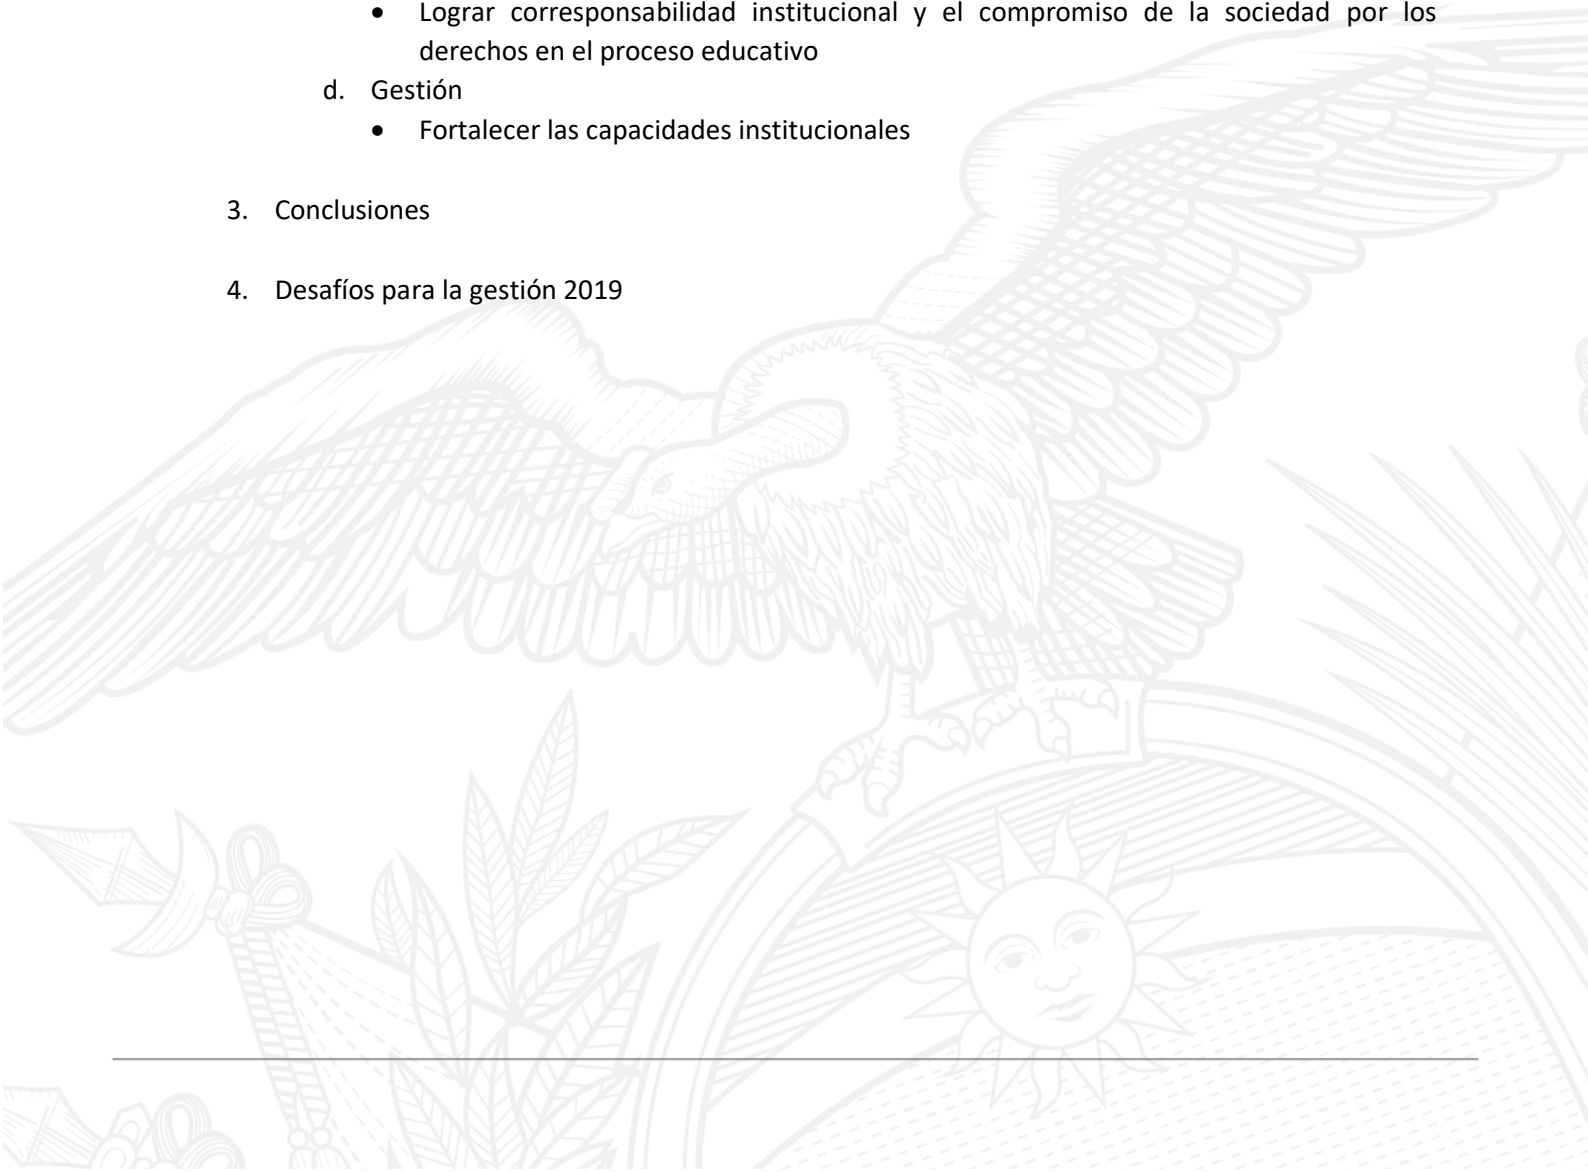 • Lograr corresponsabilidad institucional y el compromiso de la sociedad por los
derechos en el proceso educativo
d. Gestión
• Fortalecer las capacidades institucionales
3. Conclusiones
4. Desafíos para la gestión 2019